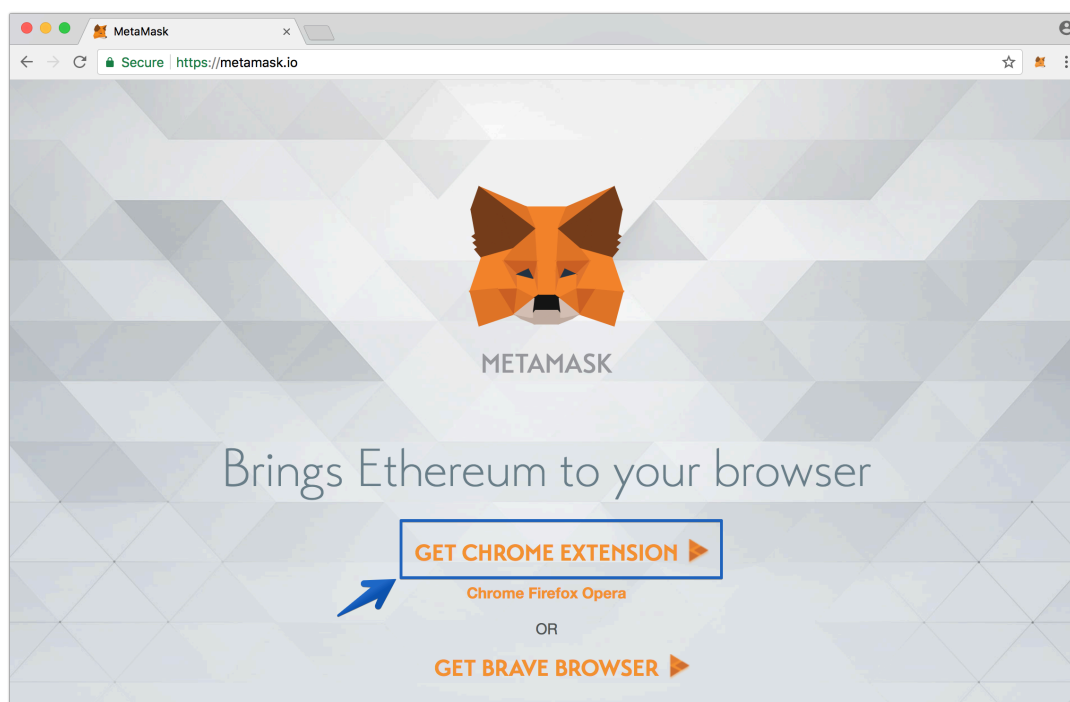 MetaMask
Secure https://metamask.io
METAMASK
Brings Ethereum to your browser
GET CHROME EXTENSION
Chrome Firefox Opera
OR
GET BRAVE BROWSER